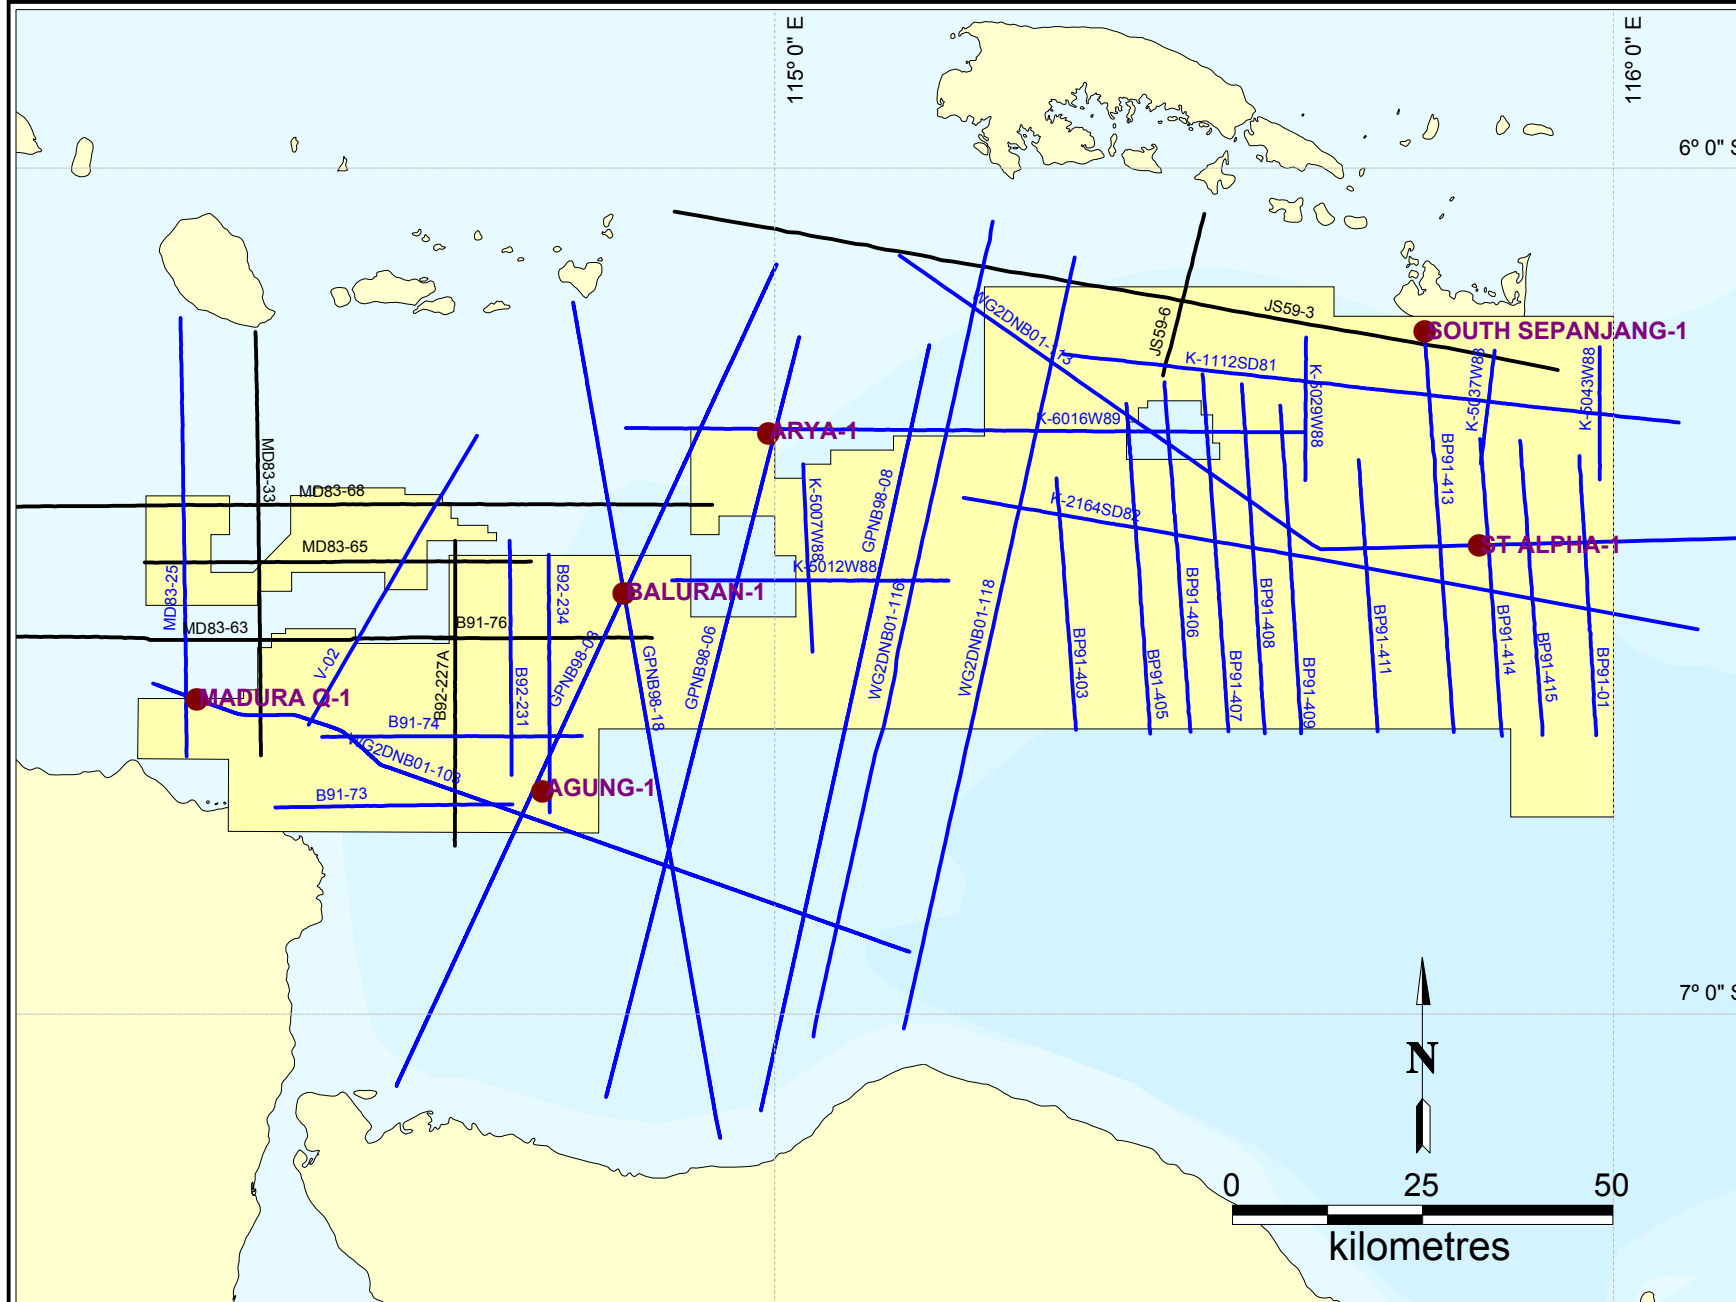 115º 0" E
116º 0" E
6º 0" S
WG2DNB01-113
JS59-6
JS59-3
SOUTH SEPANJANG-1
K-1112SD81
K-5029W88
K-5037W88
K-5043W88
K-6016W89
ARYA-1
MD83-33
MD83-68
K-5007W88
GPNB98-08
K-2164SD82
BP91-413
ST ALPHA-1
MD83-65
MD83-25
B92-234
BALURAN-1
K-5012W88
MD83-63
B91-76
V-02
B92-227A
B92-231
GPNB98-03
GPNB98-18
GPNB98-06
WG2DNB01-116
WG2DNB01-118
BP91-403
BP91-405
BP91-406
BP91-407
BP91-408
BP91-409
BP91-411
BP91-414
BP91-415
BP91-01
MADURA Q-1
B91-74
WG2DNB01-103
B91-73
AGUNG-1
7º 0" S
N
0 25 50
kilometres